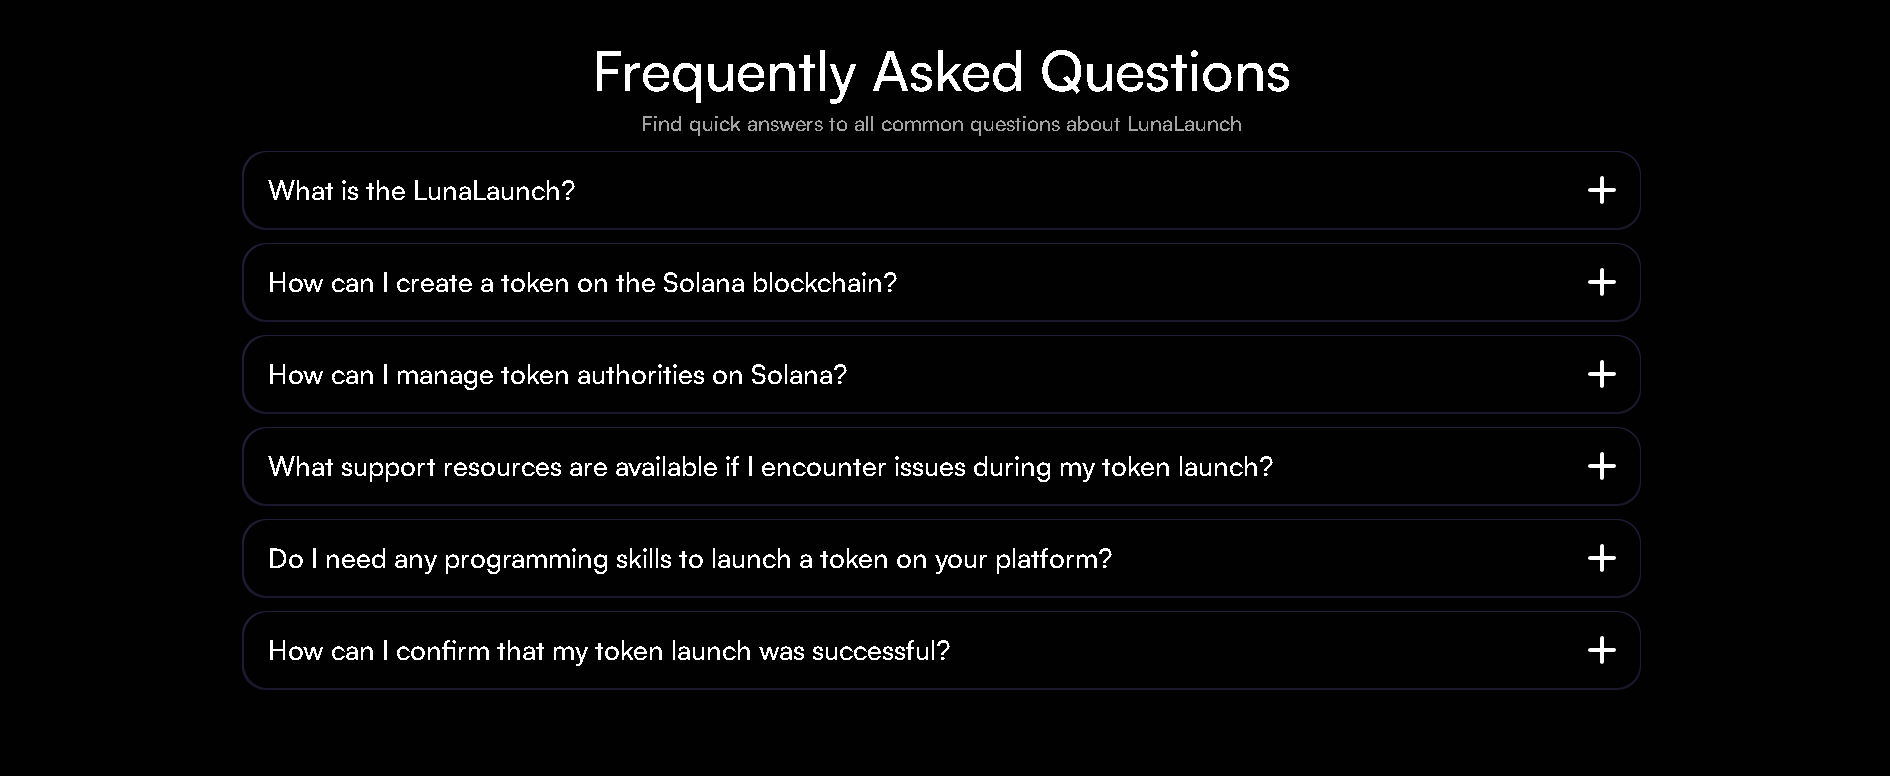 Frequently Asked Questions
Find quick answers to all common questions about LunaLaunch
What is the LunaLaunch?
How can I create a token on the Solana blockchain?
How can I manage token authorities on Solana?
What support resources are available if I encounter issues during my token launch?
Do I need any programming skills to launch a token on your platform?
How can I confirm that my token launch was successful?